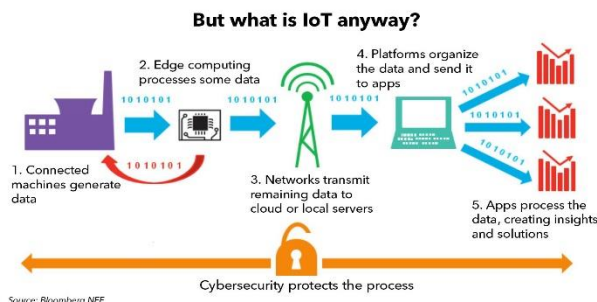 But what is IoT anyway?
2. Edge computing
processes some data
4. Platforms organize
the data and send it
to apps
1010101
1010101
1010101
1010101
1010101
1010101
1010101
1. Connected
machines generate
data
3. Networks transmit
remaining data to
cloud or local servers
5. Apps process the
data, creating insights
and solutions
Cybersecurity protects the process
Source: Bloomberg NEF